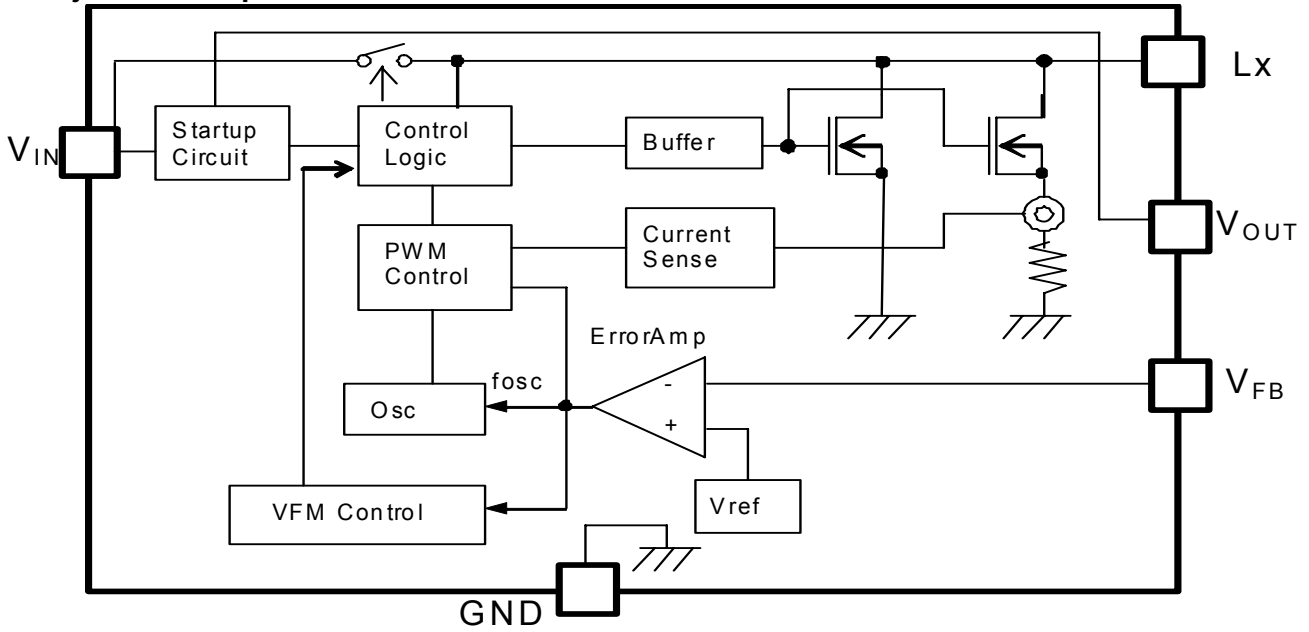 Lx
Startup
Circuit
Control
Logic
Buffer
VIN
VOUT
PWM
Control
Current
Sense
ErrorAmp
fosc
-
+
Osc
VFB
VFM Control
Vref
GND